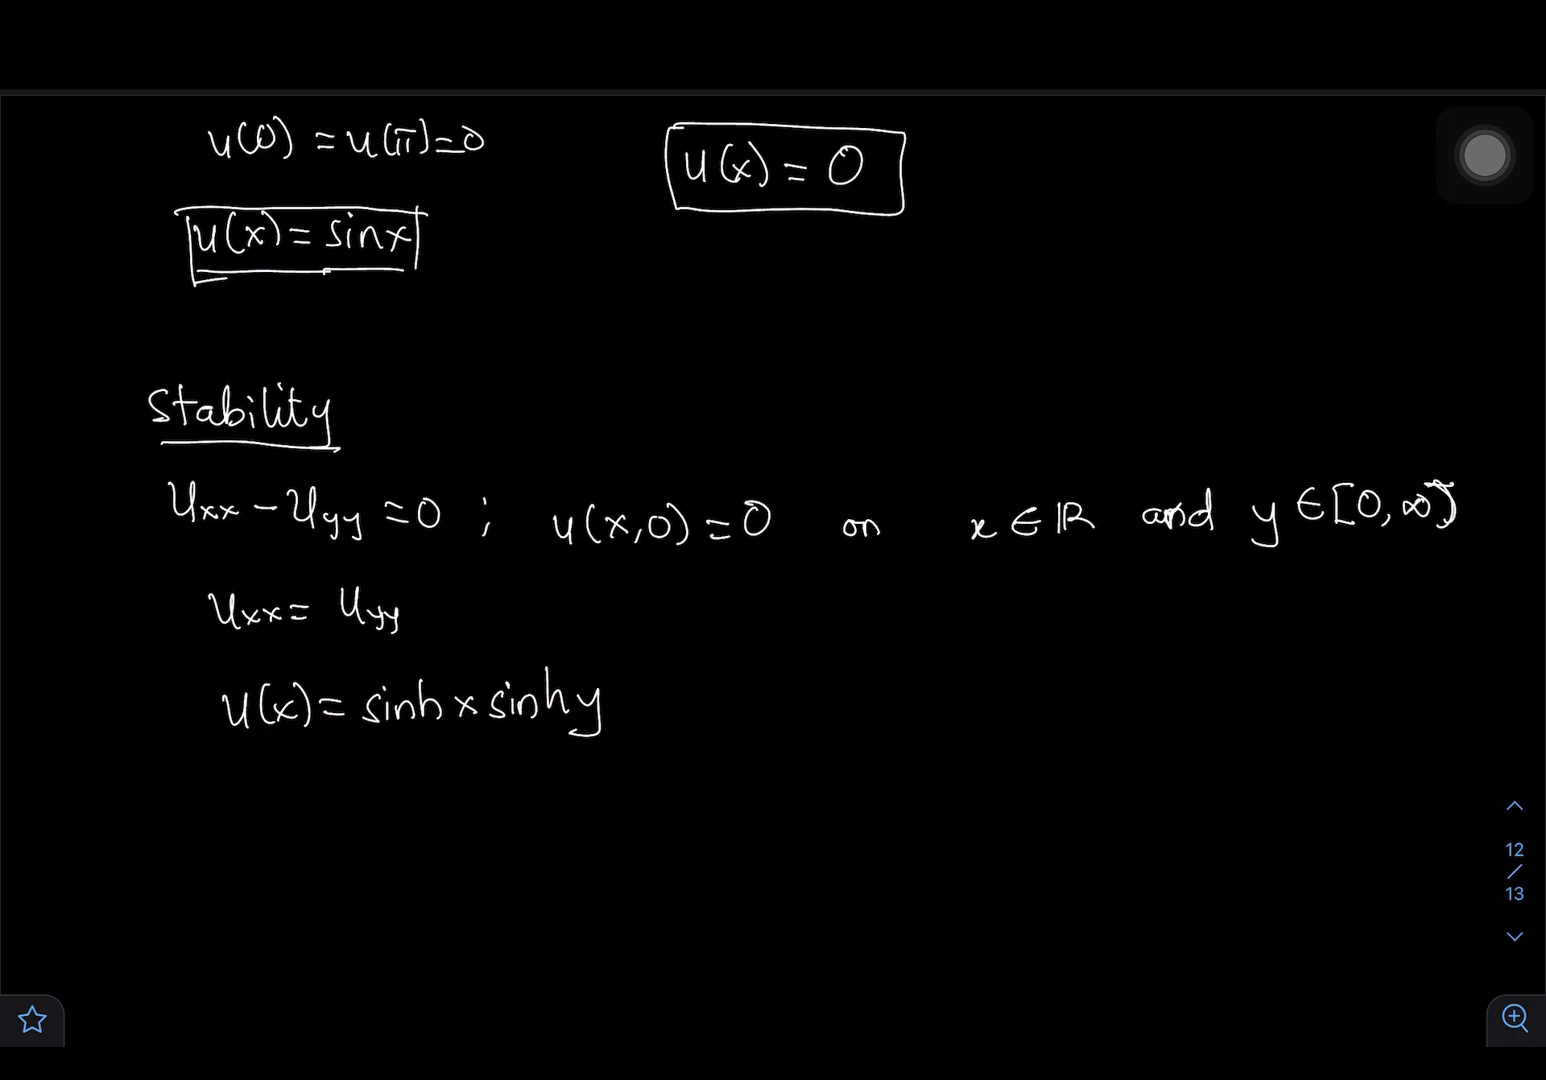 u(0) = u(π) = 0
u(x) = 0
u(x) = sinx
Stability
uxx - uyy = 0 ; u(x,0) = 0 on x ∈ ℝ and y ∈ [0, ∞)
uxx = uyy
u(x) = sinh x sinh y
12
/
13